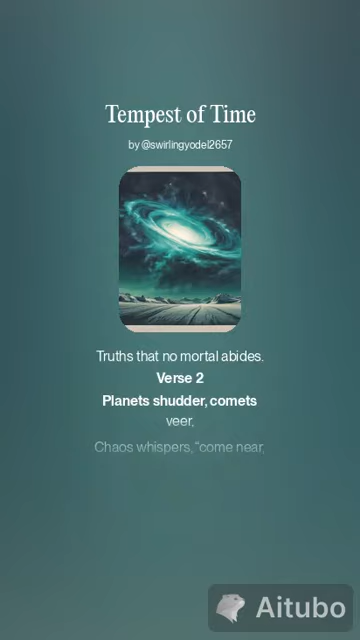 Tempest of Time
by @swirlingyodel2657
Truths that no mortal abides.
Verse 2
Planets shudder, comets
veer.
Chaos whispers, “come near,
Aitubo